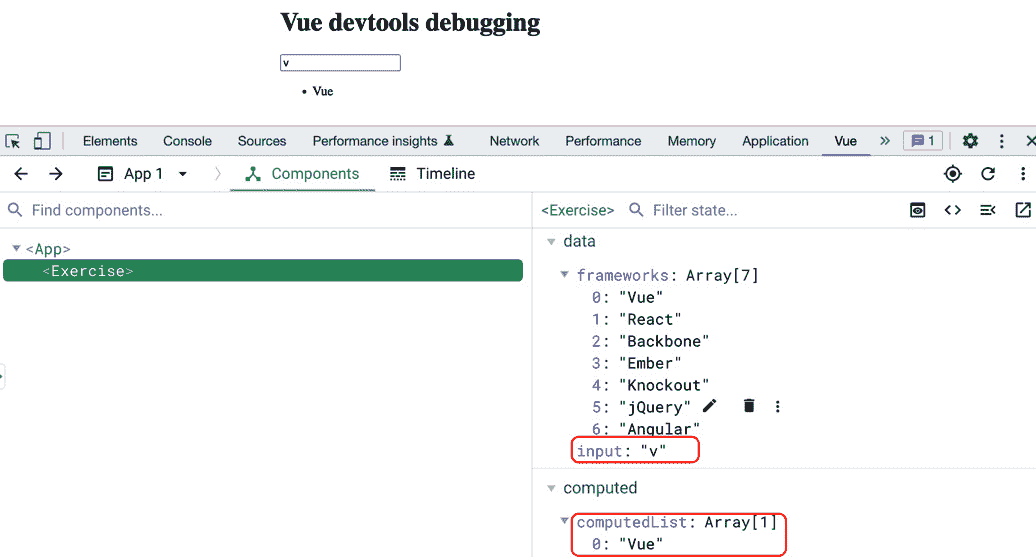 Vue devtools debugging
v
• Vue
Elements Console Sources Performance insights Network Performance Memory Application Vue » 1
App 1 Components Timeline
Find components...
<Exercise> Filter state...
<App>
<Exercise>
data
frameworks: Array[7]
0: "Vue"
1: "React"
2: "Backbone"
3: "Ember"
4: "Knockout"
5: "jQuery"
6: "Angular"
input: "v"
computed
computedList: Array[1]
0: "Vue"